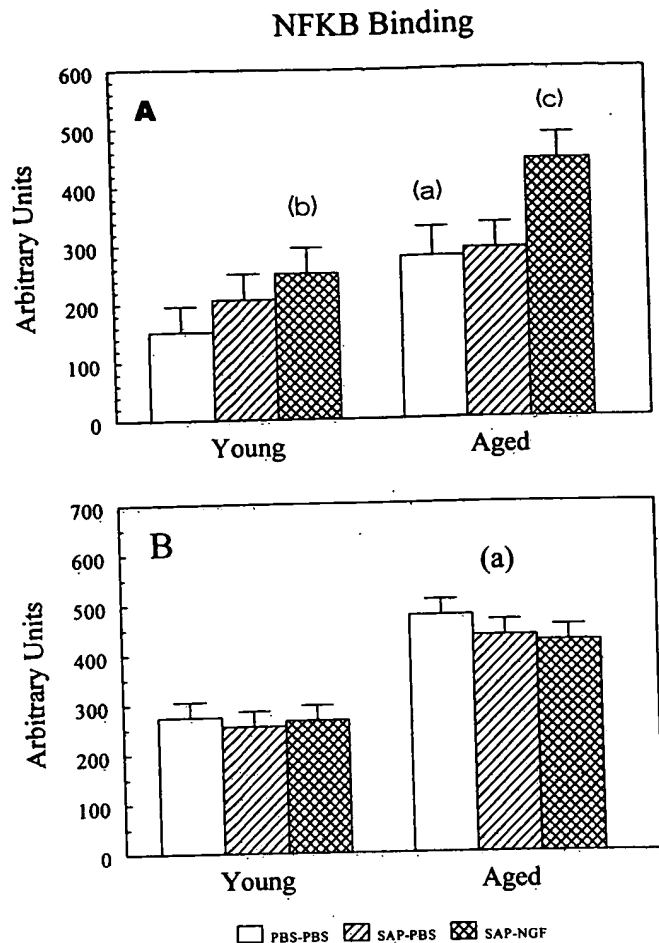 NFKB Binding
A
600
500
400
300
200
100
0
Arbitrary Units
(a)
(b)
(c)
Young Aged
B
700
600
500
400
300
200
100
0
Arbitrary Units
(a)
Young Aged
PBS-PBS SAP-PBS SAP-NGF